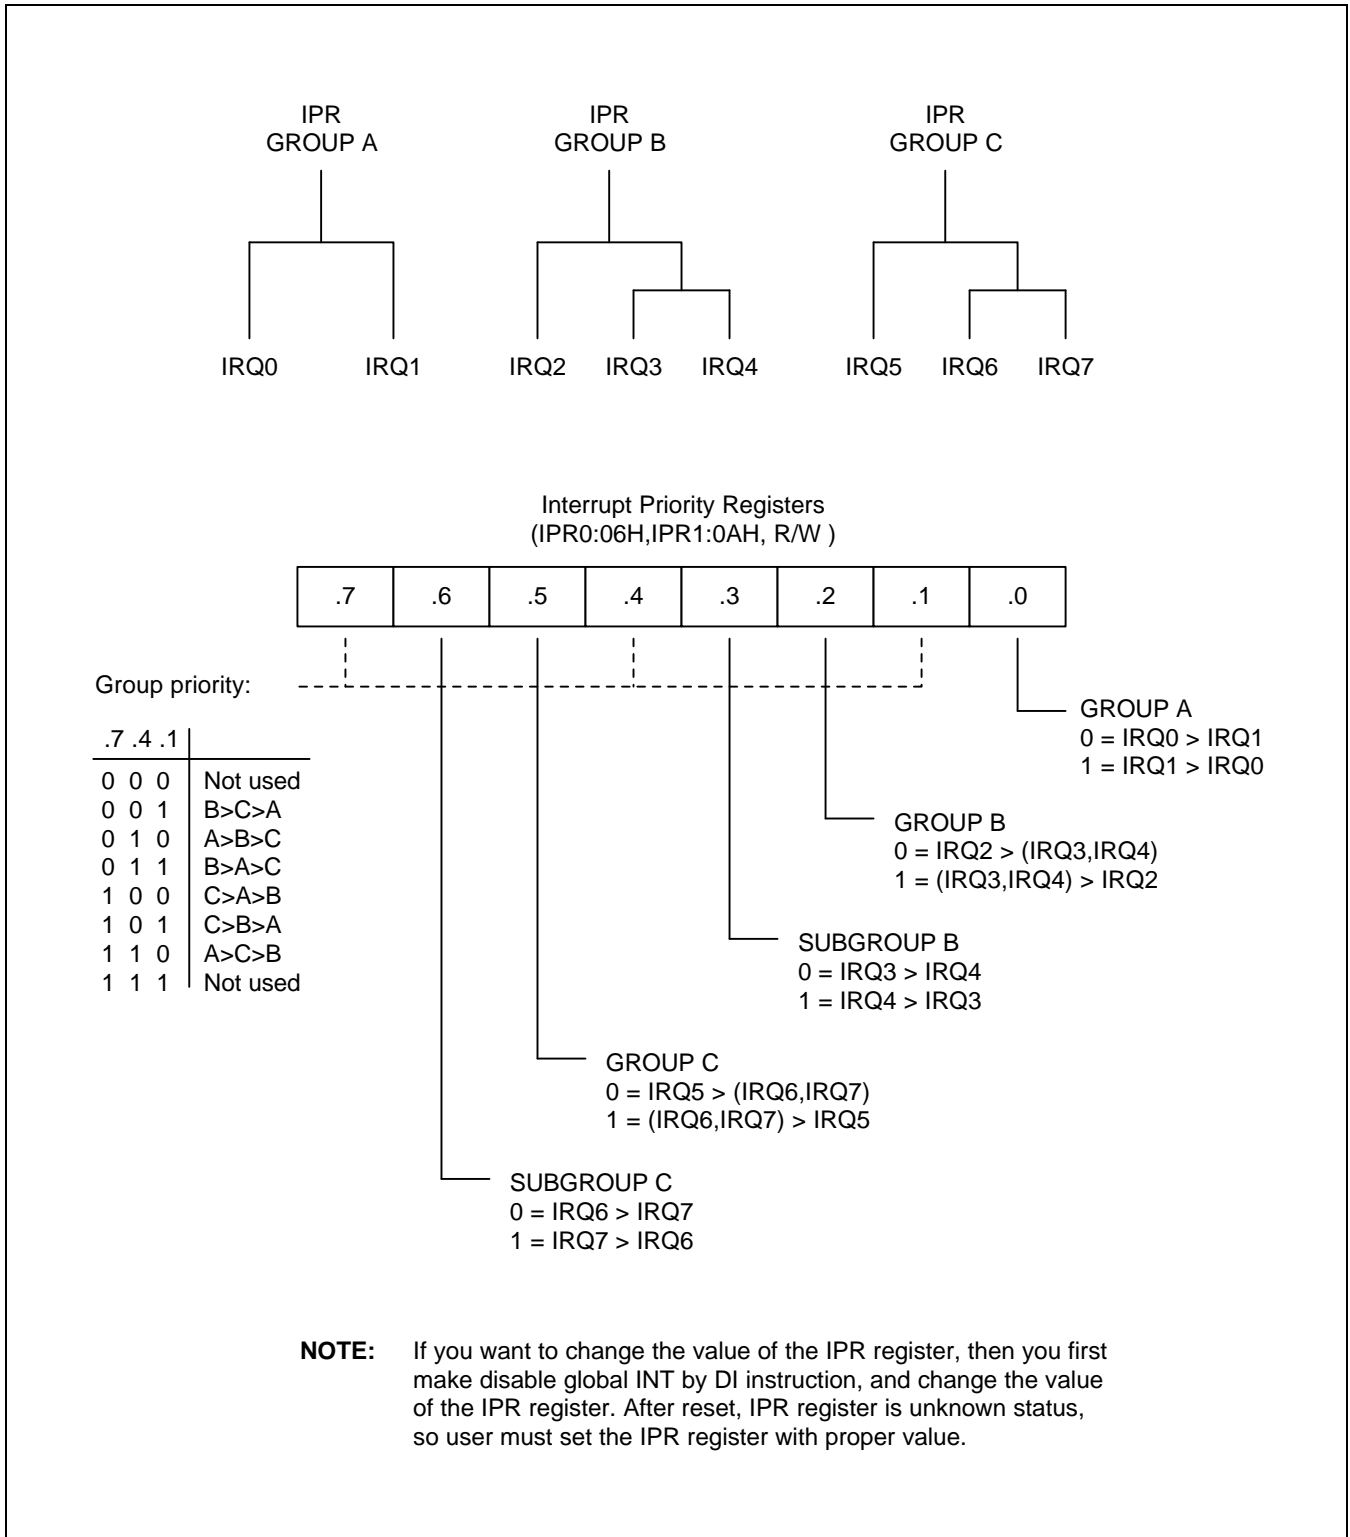 IPR
GROUP A
IPR
GROUP B
IPR
GROUP C
IRQ0 IRQ1 IRQ2 IRQ3 IRQ4 IRQ5 IRQ6 IRQ7
Interrupt Priority Registers
(IPR0:06H,IPR1:0AH, R/W )
.7 .6 .5 .4 .3 .2 .1 .0
Group priority:
.7 .4 .1
0 0 0 Not used
0 0 1 B>C>A
0 1 0 A>B>C
0 1 1 B>A>C
1 0 0 C>A>B
1 0 1 C>B>A
1 1 0 A>C>B
1 1 1 Not used
GROUP A
0 = IRQ0 > IRQ1
1 = IRQ1 > IRQ0
GROUP B
0 = IRQ2 > (IRQ3,IRQ4)
1 = (IRQ3,IRQ4) > IRQ2
SUBGROUP B
0 = IRQ3 > IRQ4
1 = IRQ4 > IRQ3
GROUP C
0 = IRQ5 > (IRQ6,IRQ7)
1 = (IRQ6,IRQ7) > IRQ5
SUBGROUP C
0 = IRQ6 > IRQ7
1 = IRQ7 > IRQ6
NOTE: If you want to change the value of the IPR register, then you first
make disable global INT by DI instruction, and change the value
of the IPR register. After reset, IPR register is unknown status,
so user must set the IPR register with proper value.